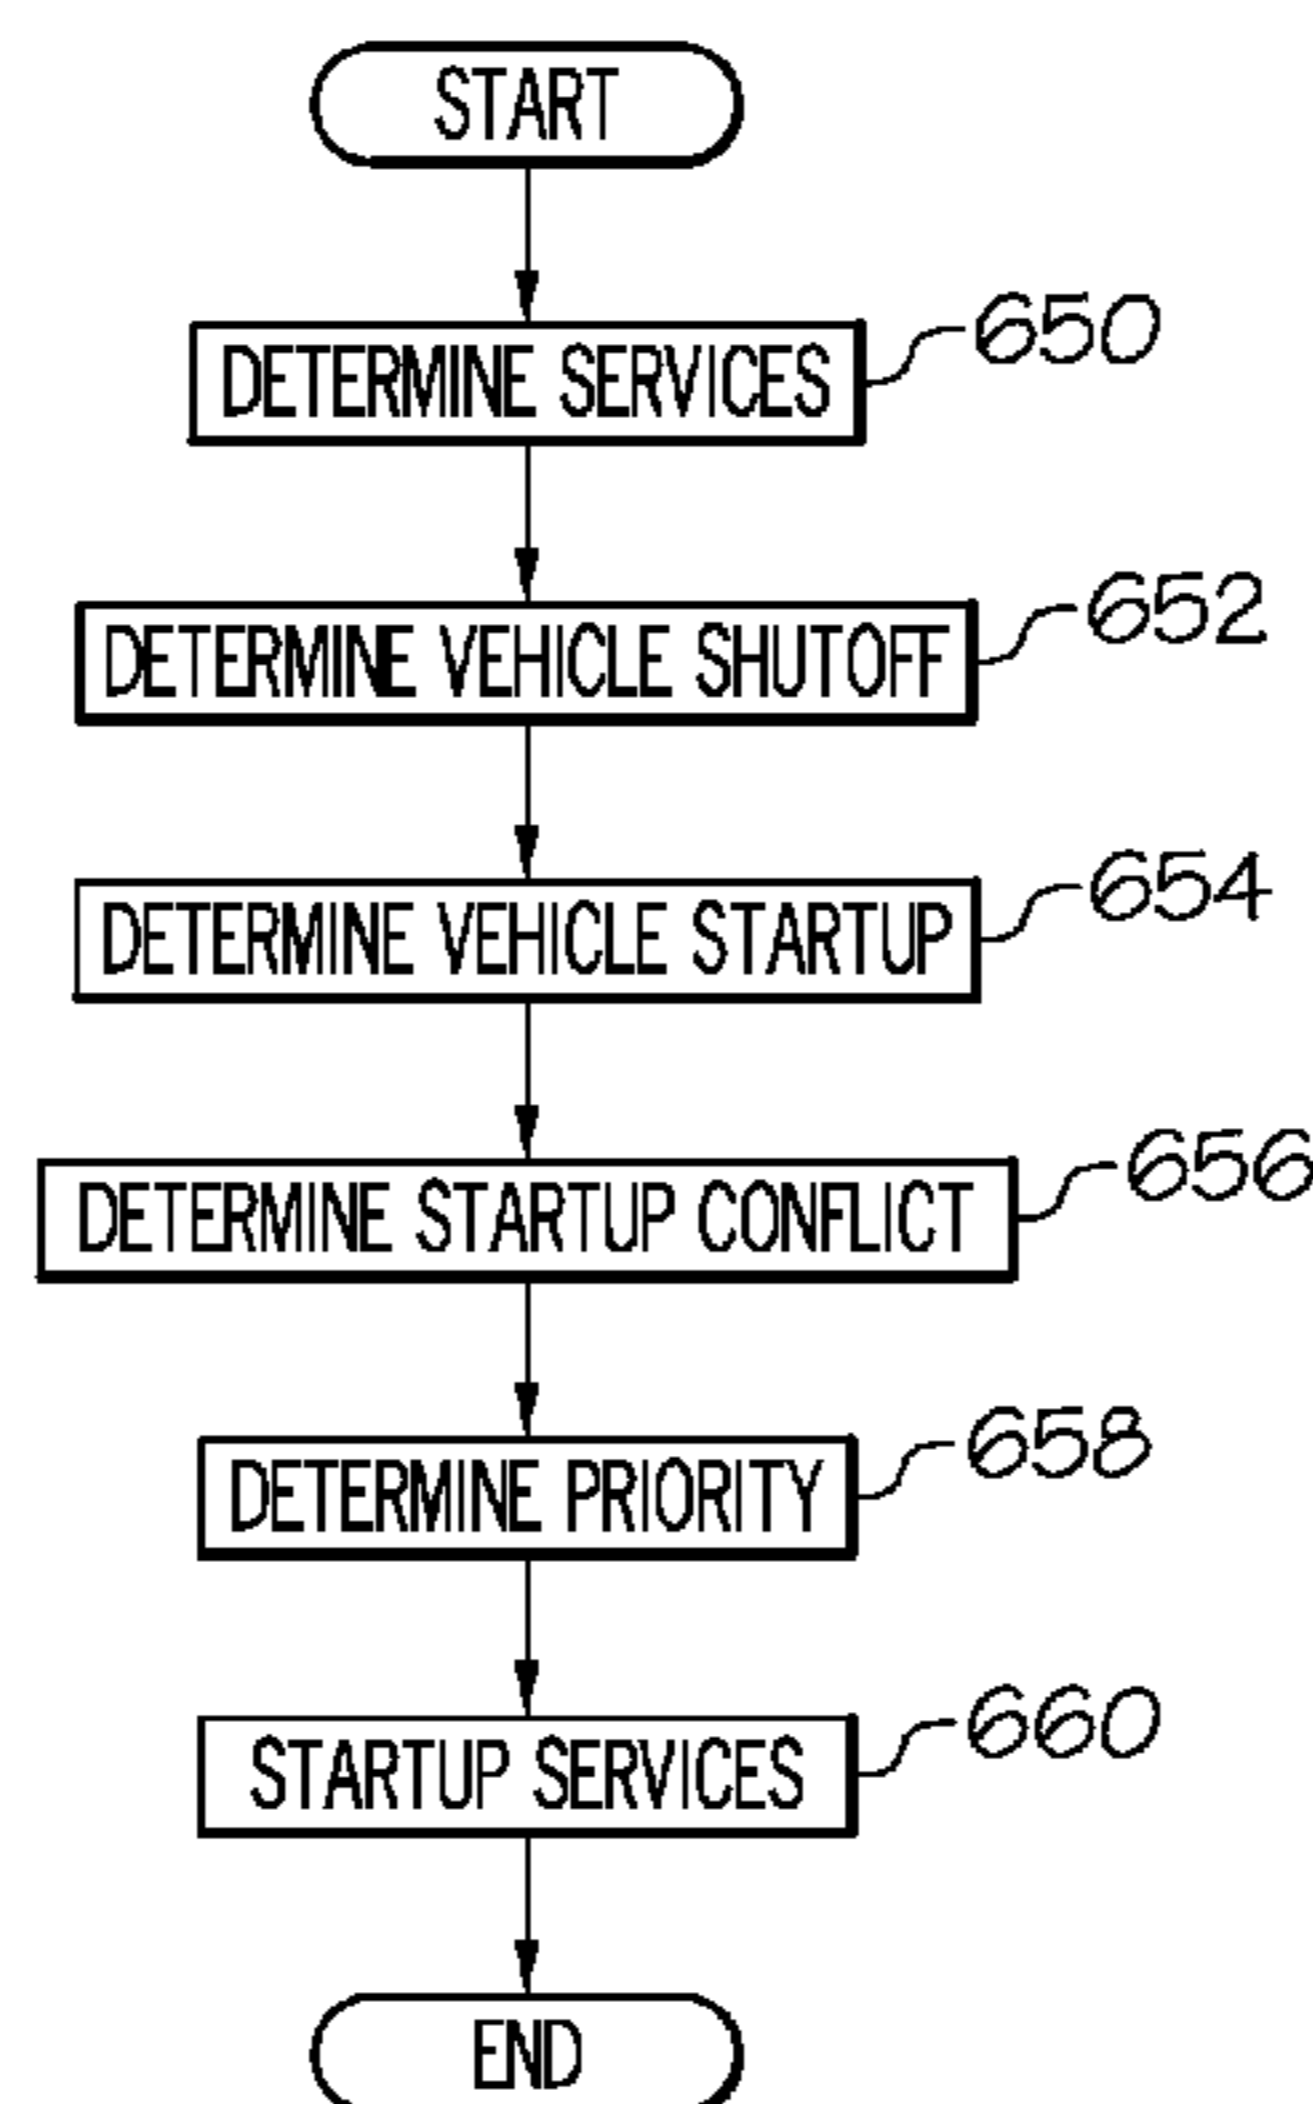 START
DETERMINE SERVICES 650
DETERMINE VEHICLE SHUTOFF 652
DETERMINE VEHICLE STARTUP 654
DETERMINE STARTUP CONFLICT 656
DETERMINE PRIORITY 658
STARTUP SERVICES 660
END